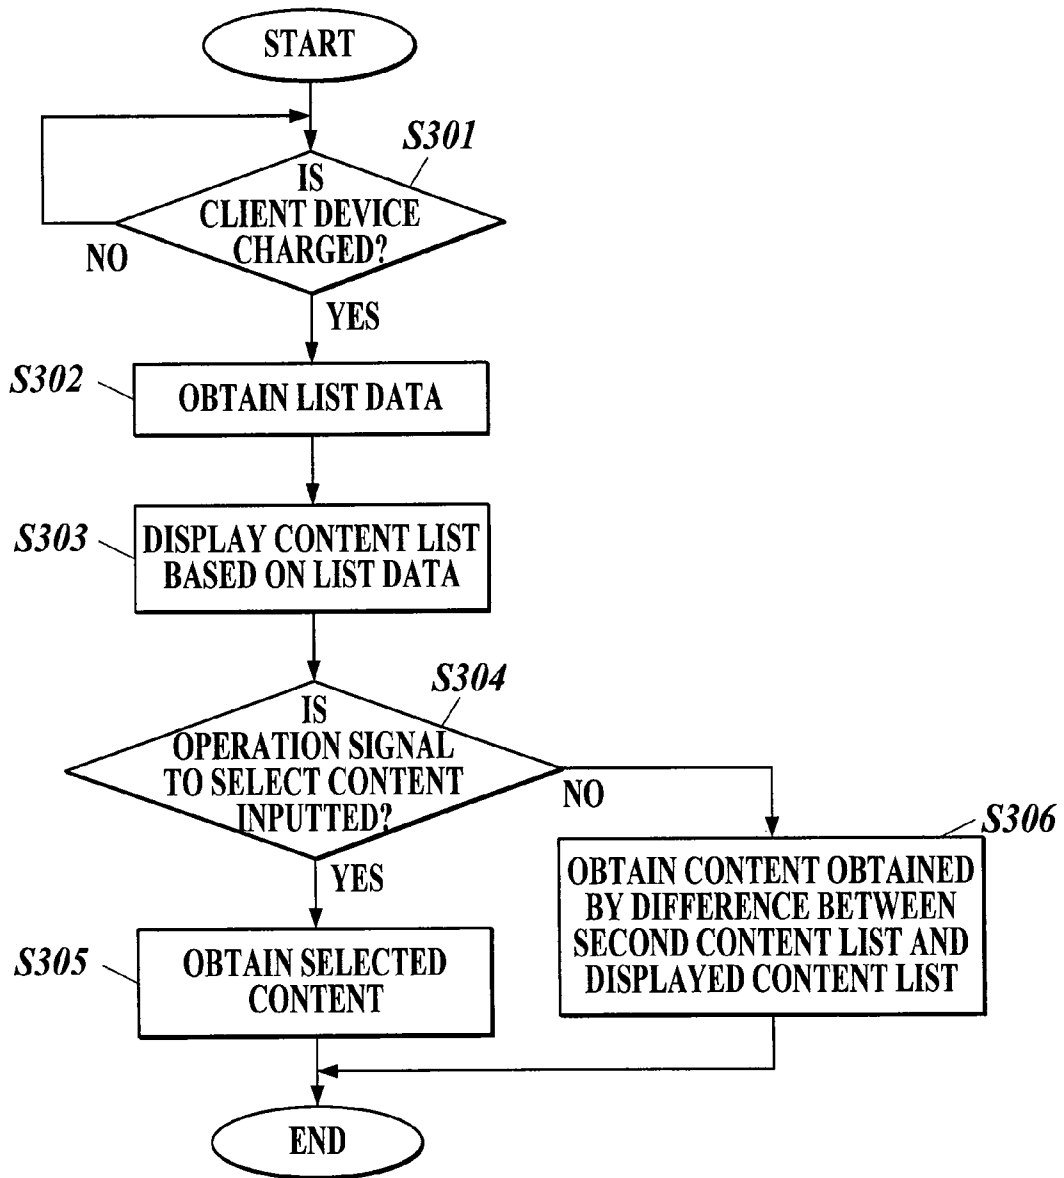 START
S301
IS
CLIENT DEVICE
CHARGED?
NO
YES
S302
OBTAIN LIST DATA
S303
DISPLAY CONTENT LIST
BASED ON LIST DATA
S304
IS
OPERATION SIGNAL
TO SELECT CONTENT
INPUTTED?
NO
YES
S306
OBTAIN CONTENT OBTAINED
BY DIFFERENCE BETWEEN
SECOND CONTENT LIST AND
DISPLAYED CONTENT LIST
S305
OBTAIN SELECTED
CONTENT
END